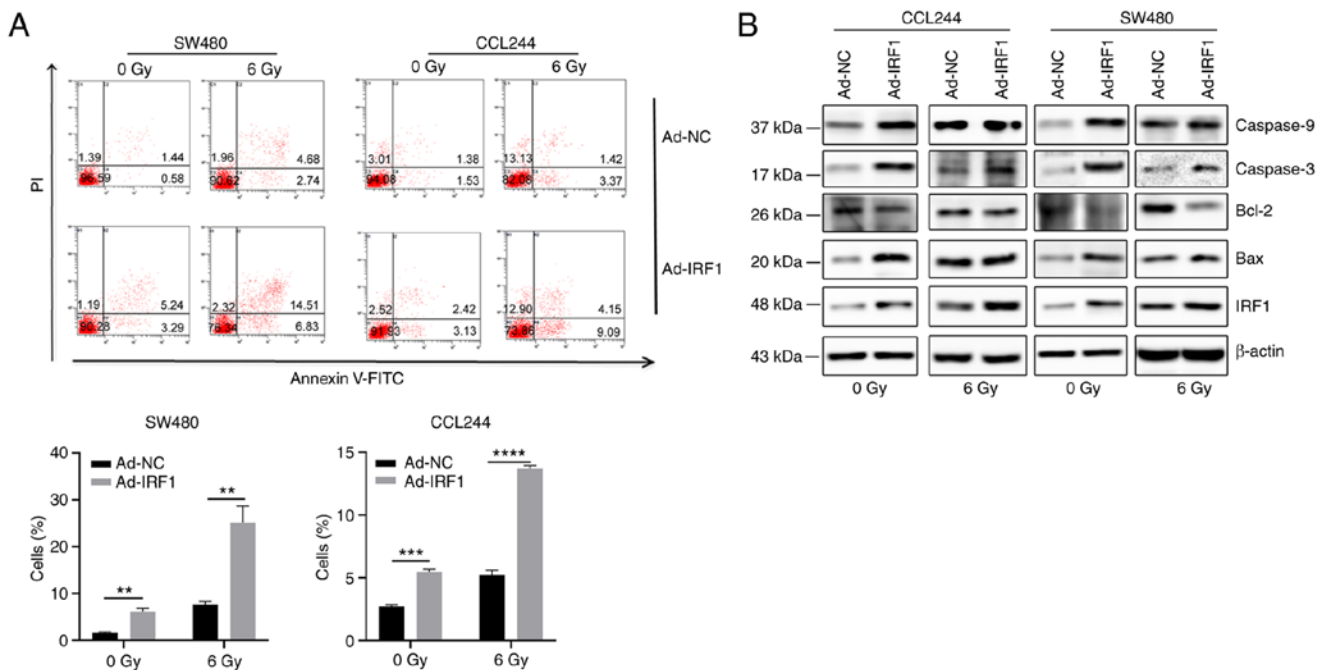 A
SW480
CCL244
0 Gy
6 Gy
0 Gy
6 Gy
PI
1.39 1.44
96.59 0.58
1.96 4.68
90.62 2.74
3.01 1.38
94.08 1.53
13.13 1.42
82.08 3.37
Ad-NC
1.19 5.24
90.28 3.29
2.32 14.51
76.34 6.83
2.52 2.42
91.93 3.13
12.90 4.15
73.86 9.09
Ad-IRF1
Annexin V-FITC
SW480
Cells (%)
40
30
20
10
0
Ad-NC
Ad-IRF1
**
**
0 Gy
6 Gy
CCL244
Cells (%)
15
10
5
0
Ad-NC
Ad-IRF1
***
****
0 Gy
6 Gy
B
CCL244
SW480
Ad-NC
Ad-IRF1
Ad-NC
Ad-IRF1
Ad-NC
Ad-IRF1
Ad-NC
Ad-IRF1
37 kDa Caspase-9
17 kDa Caspase-3
26 kDa Bcl-2
20 kDa Bax
48 kDa IRF1
43 kDa β-actin
0 Gy
6 Gy
0 Gy
6 Gy